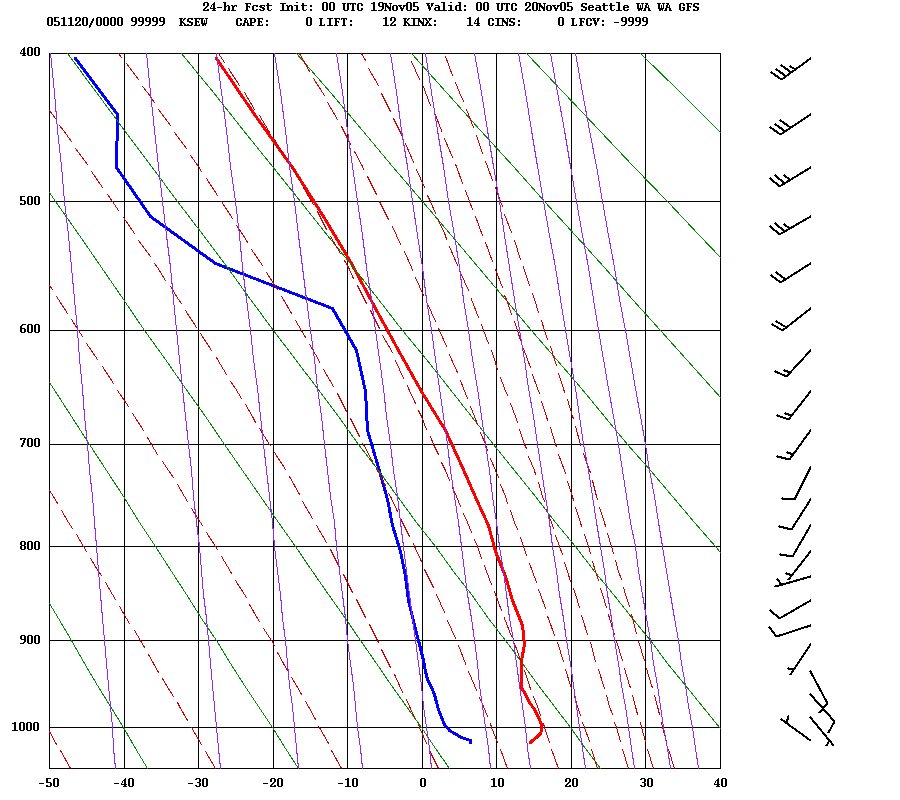 24-hr Fcst Init: 00 UTC 19Nov05 Valid: 00 UTC 20Nov05 Seattle WA WA GFS
051120/0000 99999 KSEW CAPE: 0 LIFT: 12 KINX: 14 CINS: 0 LFCV: -9999
400
500
600
700
800
900
1000
-50 -40 -30 -20 -10 0 10 20 30 40